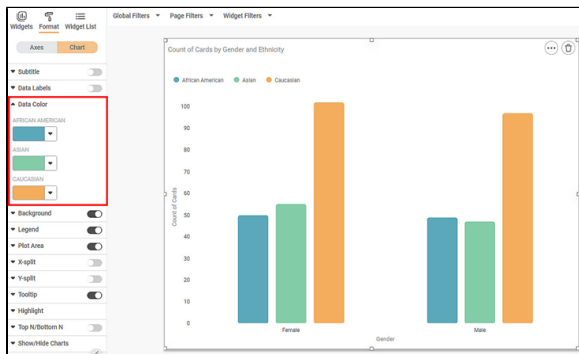 Widgets Format Widget List
Global Filters Page Filters Widget Filters
Axes Chart
Subtitle
Data Labels
Data Color
AFRICAN AMERICAN
ASIAN
CAUCASIAN
Background
Legend
Plot Area
X-split
Y-split
Tooltip
Highlight
Top N/Bottom N
Show/Hide Charts
Count of Cards by Gender and Ethnicity
African American Asian Caucasian
Count of Cards
100
90
80
70
60
50
40
30
20
10
0
Female Male
Gender